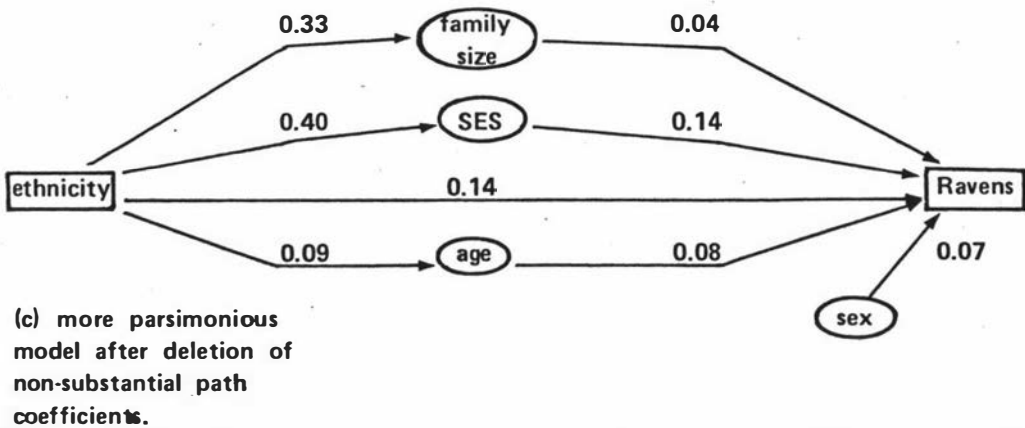 0.33
family
size
0.04
0.40
SES
0.14
ethnicity
0.14
Ravens
0.09
age
0.08
0.07
sex
(c) more parsimonious
model after deletion of
non-substantial path
coefficients.